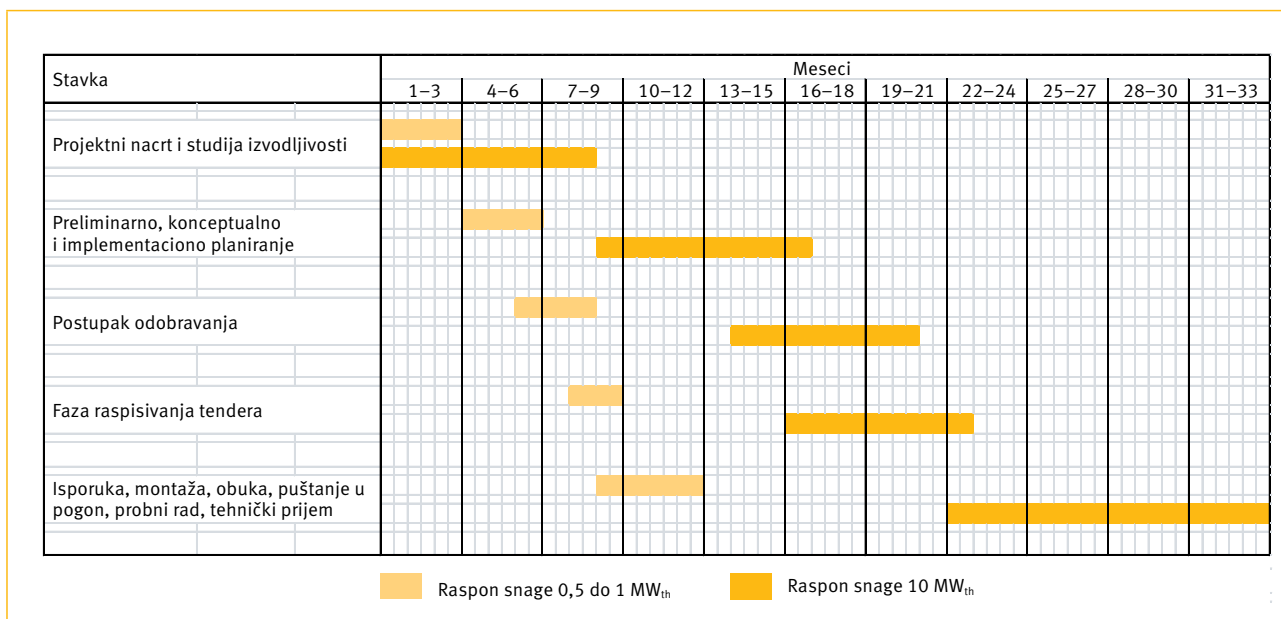 Stavka
Meseci
1–3 4–6 7–9 10–12 13–15 16–18 19–21 22–24 25–27 28–30 31–33
Projektni nacrt i studija izvodljivosti
Preliminarno, konceptualno
i implementaciono planiranje
Postupak odobravanja
Faza raspisivanja tendera
Isporuka, montaža, obuka, puštanje u
pogon, probni rad, tehnički prijem
Raspon snage 0,5 do 1 MWth Raspon snage 10 MWth